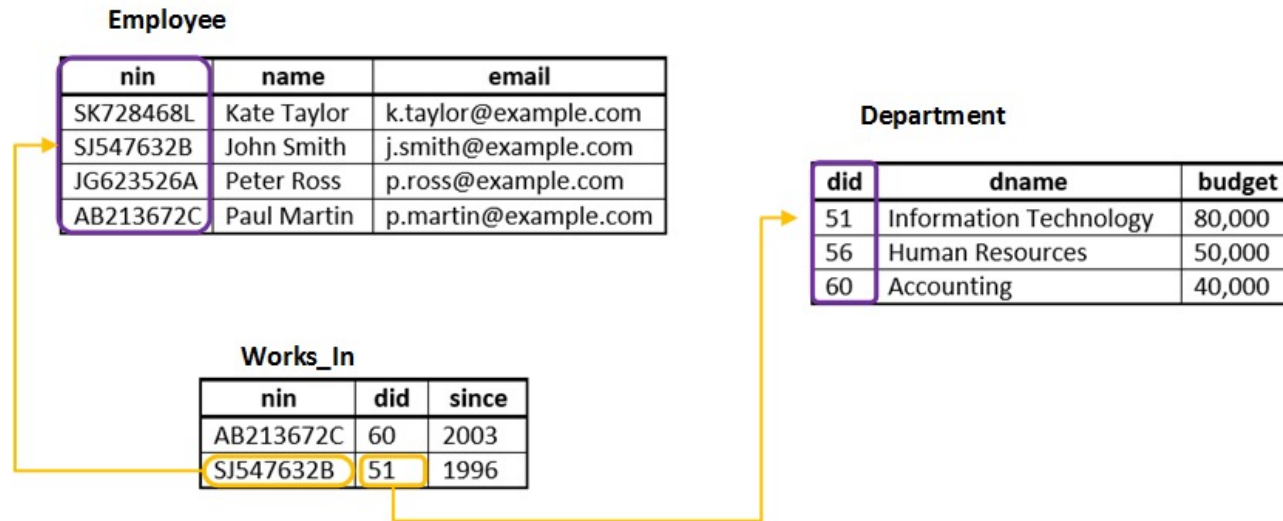 Employee
nin name email
SK728468L Kate Taylor k.taylor@example.com
SJ547632B John Smith j.smith@example.com
JG623526A Peter Ross p.ross@example.com
AB213672C Paul Martin p.martin@example.com
Department
did dname budget
51 Information Technology 80,000
56 Human Resources 50,000
60 Accounting 40,000
Works_In
nin did since
AB213672C 60 2003
SJ547632B 51 1996